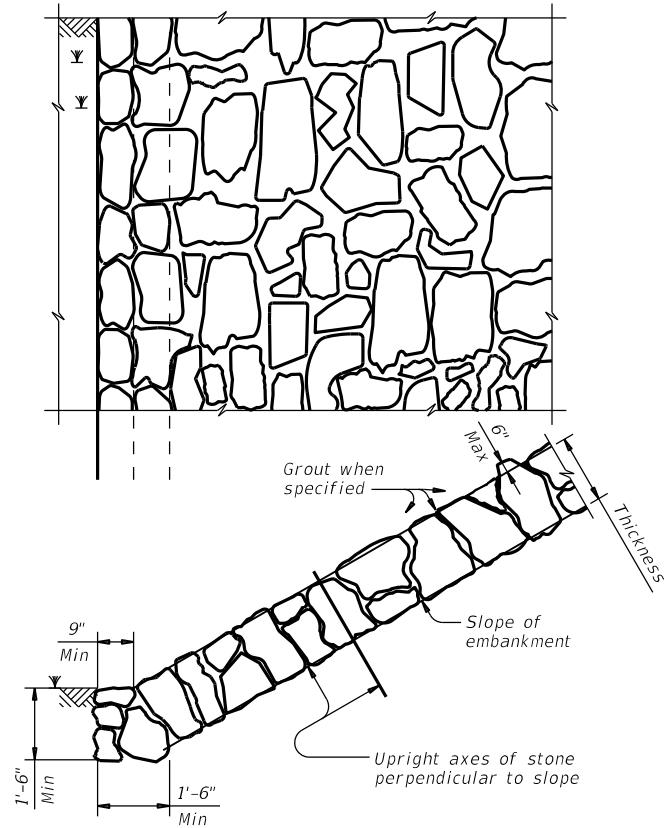 6"
Max
Grout when
specified
Thickness
Slope of
embankment
9"
Min
Upright axes of stone
perpendicular to slope
1'-6"
Min
1'-6"
Min